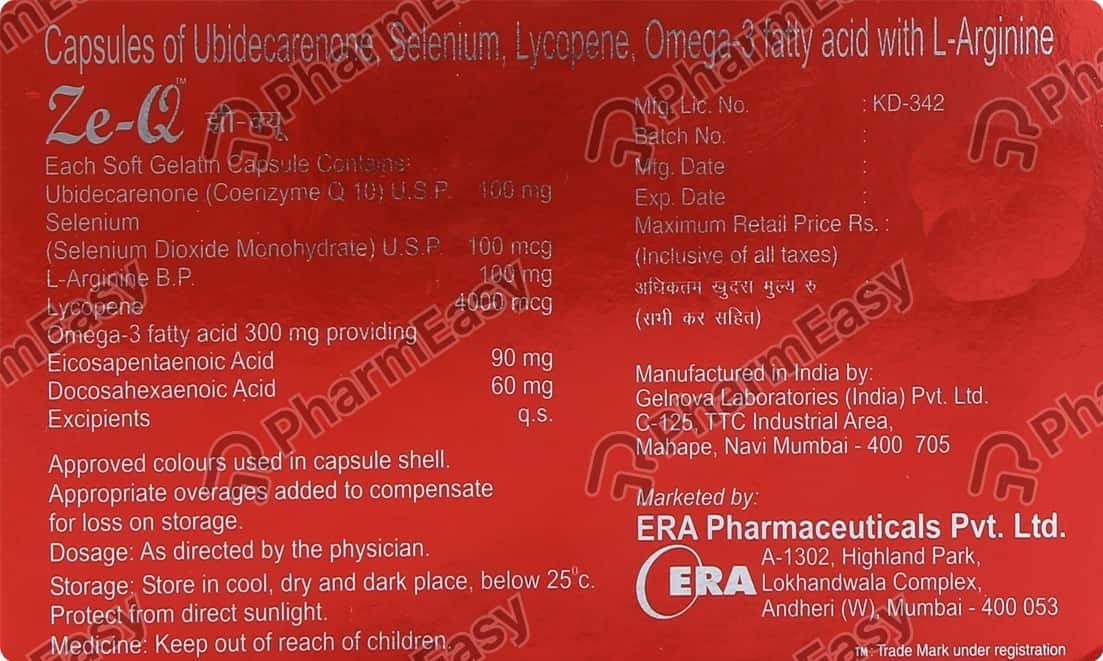 Capsules of Ubidecarenone, Selenium, Lycopene, Omega-3 fatty acid with L-Arginine
Ze-Q™ झी-क्यू
Each Soft Gelatin Capsule Contains:
Ubidecarenone (Coenzyme Q 10) U.S.P. 100 mg
Selenium
(Selenium Dioxide Monohydrate) U.S.P. 100 mcg
L-Arginine B.P. 100 mg
Lycopene 4000 mcg
Omega-3 fatty acid 300 mg providing
Eicosapentaenoic Acid 90 mg
Docosahexaenoic Acid 60 mg
Excipients q.s.
Approved colours used in capsule shell.
Appropriate overages added to compensate
for loss on storage.
Dosage: As directed by the physician.
Storage: Store in cool, dry and dark place, below 25°c.
Protect from direct sunlight.
Medicine: Keep out of reach of children.
Mfg. Lic. No. : KD-342
Batch No. :
Mfg. Date :
Exp. Date :
Maximum Retail Price Rs. :
(Inclusive of all taxes)
अधिकतम खुदरा मुल्य रु :
(सभी कर सहित)
Manufactured in India by:
Gelnova Laboratories (India) Pvt. Ltd.
C-125, TTC Industrial Area,
Mahape, Navi Mumbai - 400 705
Marketed by:
ERA Pharmaceuticals Pvt. Ltd.
ERA
A-1302, Highland Park,
Lokhandwala Complex,
Andheri (W), Mumbai - 400 053
TM: Trade Mark under registration
PharmEasy
PharmEasy
PharmEasy
PharmEasy
PharmEasy